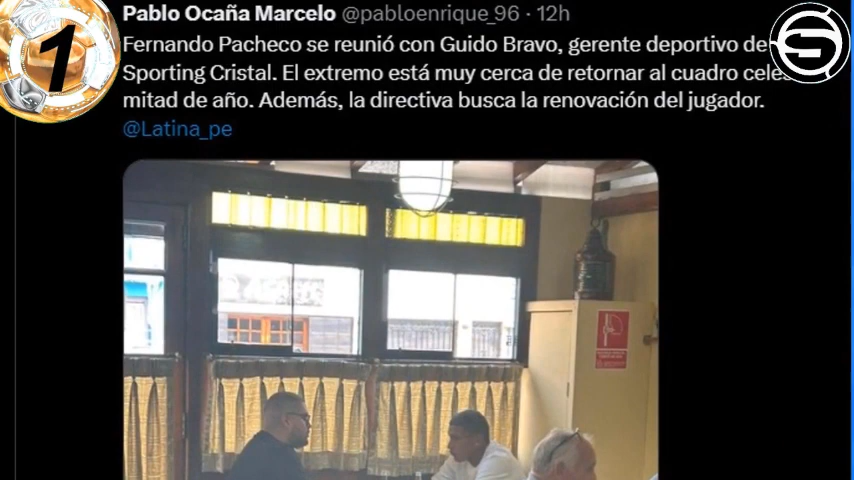 Pablo Ocaña Marcelo @pabloenrique_96 · 12h
Fernando Pacheco se reunió con Guido Bravo, gerente deportivo de
Sporting Cristal. El extremo está muy cerca de retornar al cuadro celes
mitad de año. Además, la directiva busca la renovación del jugador.
@Latina_pe
1
S